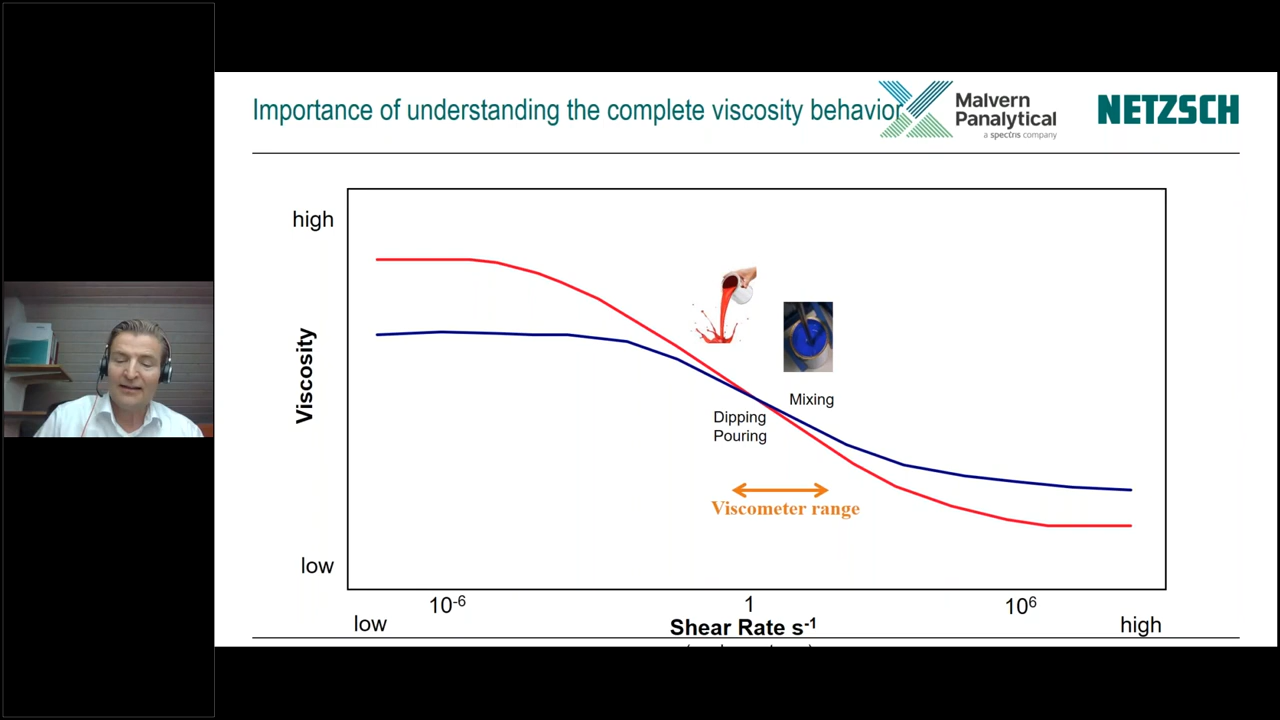 Importance of understanding the complete viscosity behavior
Malvern
Panalytical
a spectris company
NETZSCH
high
Viscosity
Mixing
Dipping
Pouring
Viscometer range
low
10-6
1
106
low
Shear Rate s-1
high